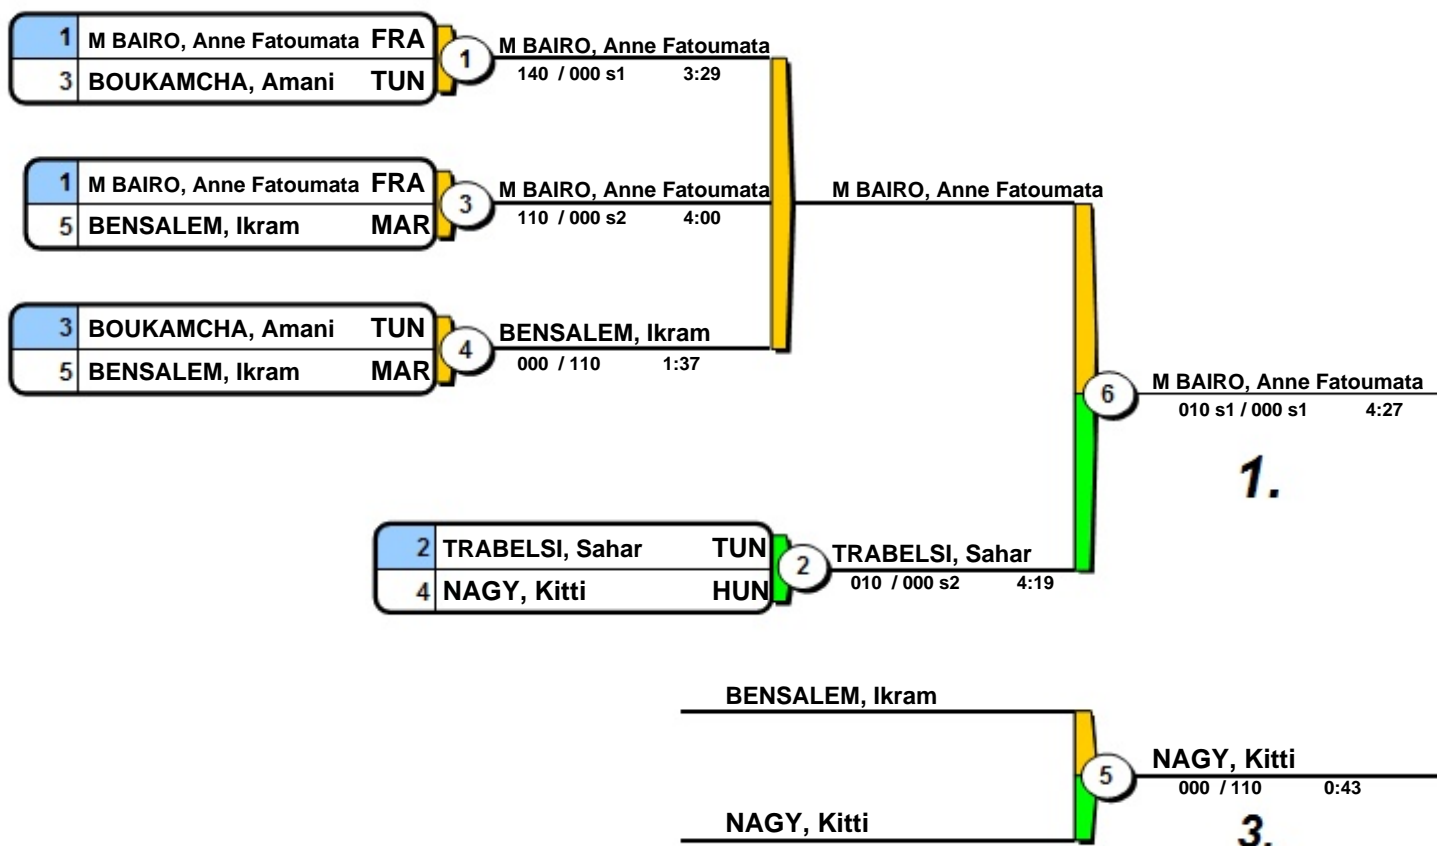 1 M BAIRO, Anne Fatoumata FRA
3 BOUKAMCHA, Amani TUN
1
M BAIRO, Anne Fatoumata
140 / 000 s1 3:29
1 M BAIRO, Anne Fatoumata FRA
5 BENSALEM, Ikram MAR
3
M BAIRO, Anne Fatoumata
110 / 000 s2 4:00
M BAIRO, Anne Fatoumata
3 BOUKAMCHA, Amani TUN
5 BENSALEM, Ikram MAR
4
BENSALEM, Ikram
000 / 110 1:37
6
M BAIRO, Anne Fatoumata
010 s1 / 000 s1 4:27
1.
2 TRABELSI, Sahar TUN
4 NAGY, Kitti HUN
2
TRABELSI, Sahar
010 / 000 s2 4:19
BENSALEM, Ikram
NAGY, Kitti
5
NAGY, Kitti
000 / 110 0:43
3.